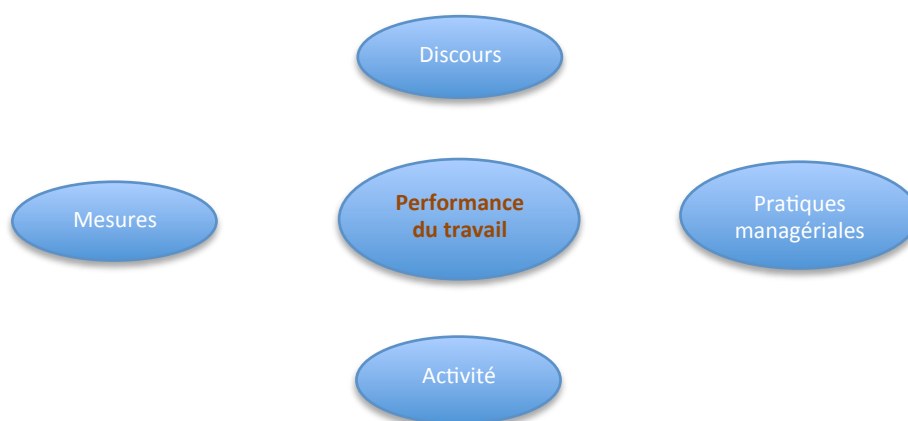 Discours
Mesures
Performance
du travail
Pratiques
managériales
Activité